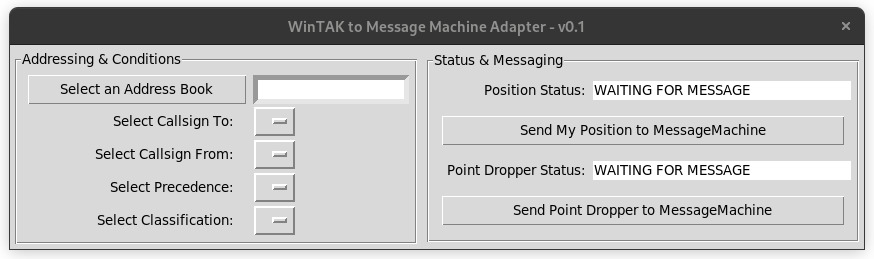 WinTAK to Message Machine Adapter - v0.1
Addressing & Conditions
Select an Address Book
Select Callsign To:
Select Callsign From:
Select Precedence:
Select Classification:
Status & Messaging
Position Status: WAITING FOR MESSAGE
Send My Position to MessageMachine
Point Dropper Status: WAITING FOR MESSAGE
Send Point Dropper to MessageMachine